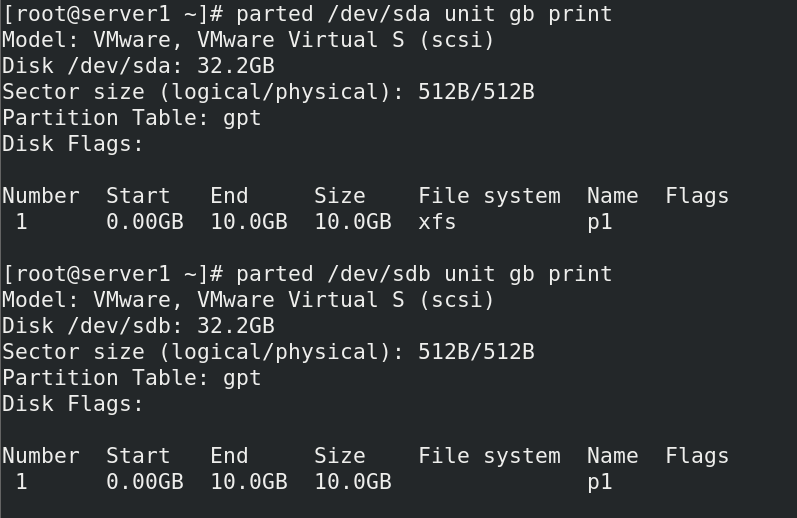 [root@server1 ~]# parted /dev/sda unit gb print
Model: VMware, VMware Virtual S (scsi)
Disk /dev/sda: 32.2GB
Sector size (logical/physical): 512B/512B
Partition Table: gpt
Disk Flags:

Number  Start   End     Size    File system  Name  Flags
 1      0.00GB  10.0GB  10.0GB  xfs          p1

[root@server1 ~]# parted /dev/sdb unit gb print
Model: VMware, VMware Virtual S (scsi)
Disk /dev/sdb: 32.2GB
Sector size (logical/physical): 512B/512B
Partition Table: gpt
Disk Flags:

Number  Start   End     Size    File system  Name  Flags
 1      0.00GB  10.0GB  10.0GB               p1